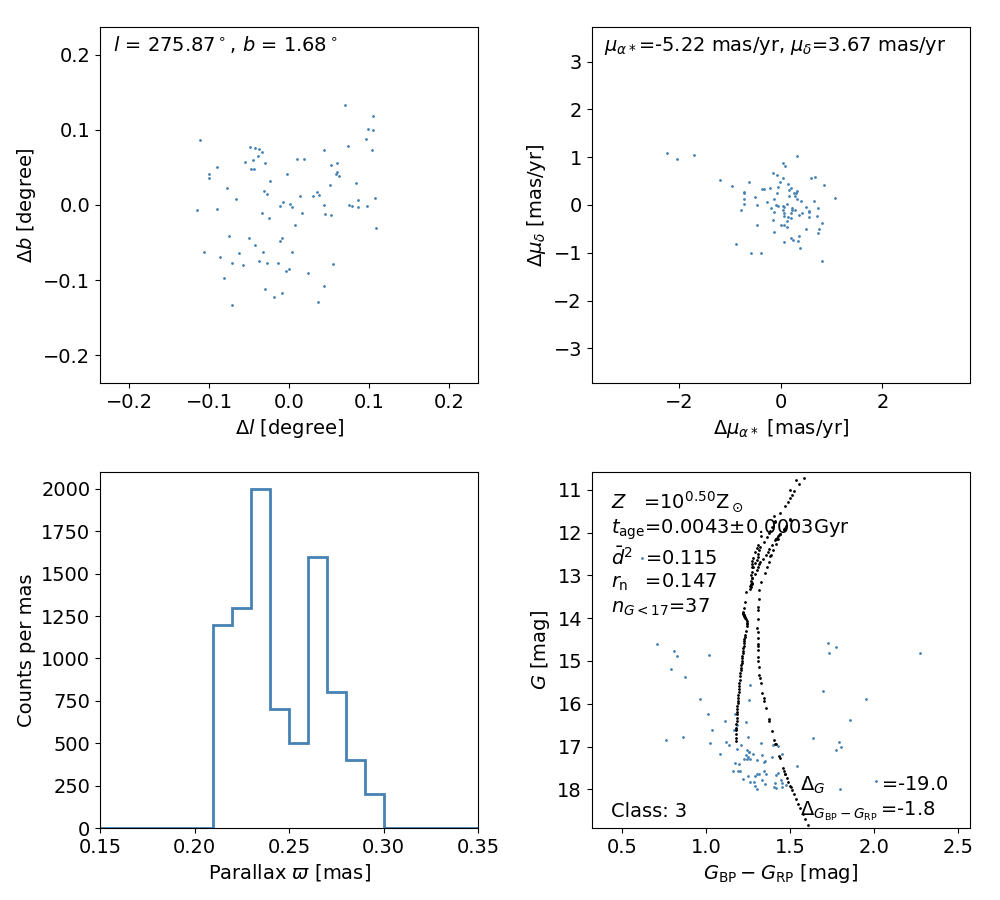 l = 275.87°, b = 1.68°
0.2
0.1
0.0
−0.1
−0.2
−0.2 −0.1 0.0 0.1 0.2
Δl [degree]
Δb [degree]
μα*=-5.22 mas/yr, μδ=3.67 mas/yr
3
2
1
0
−1
−2
−3
−2 0 2
Δμα* [mas/yr]
Δμδ [mas/yr]
2000
1750
1500
1250
1000
750
500
250
0
0.15 0.20 0.25 0.30 0.35
Parallax ϖ [mas]
Counts per mas
Z =10^0.50 Z⊙
t_age=0.0043±0.0003Gyr
d̄² =0.115
r_n =0.147
n_G<17=37
Δ_G =-19.0
Class: 3 Δ_G_BP−G_RP =-1.8
11
12
13
14
15
16
17
18
0.5 1.0 1.5 2.0 2.5
G_BP − G_RP [mag]
G [mag]